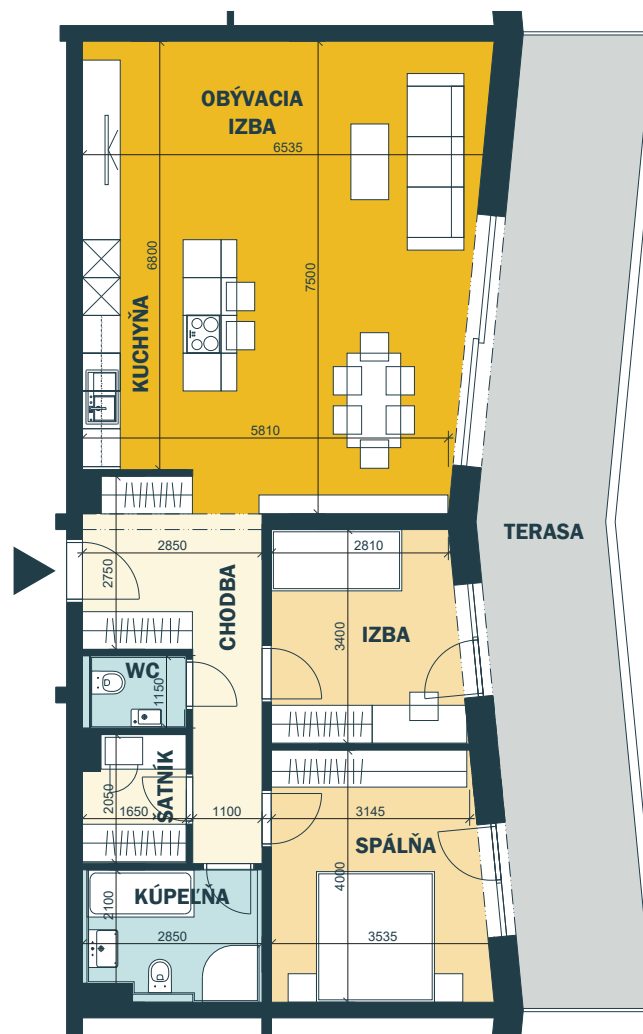 OBÝVACIA
IZBA
6535
6800
7500
KUCHYŇA
5810
TERASA
2850
2810
2750
CHODBA
3400
IZBA
WC
1150
ŠATNÍK
2050
1650
1100
3145
SPÁLŇA
4000
KÚPEĽŇA
2100
2850
3535